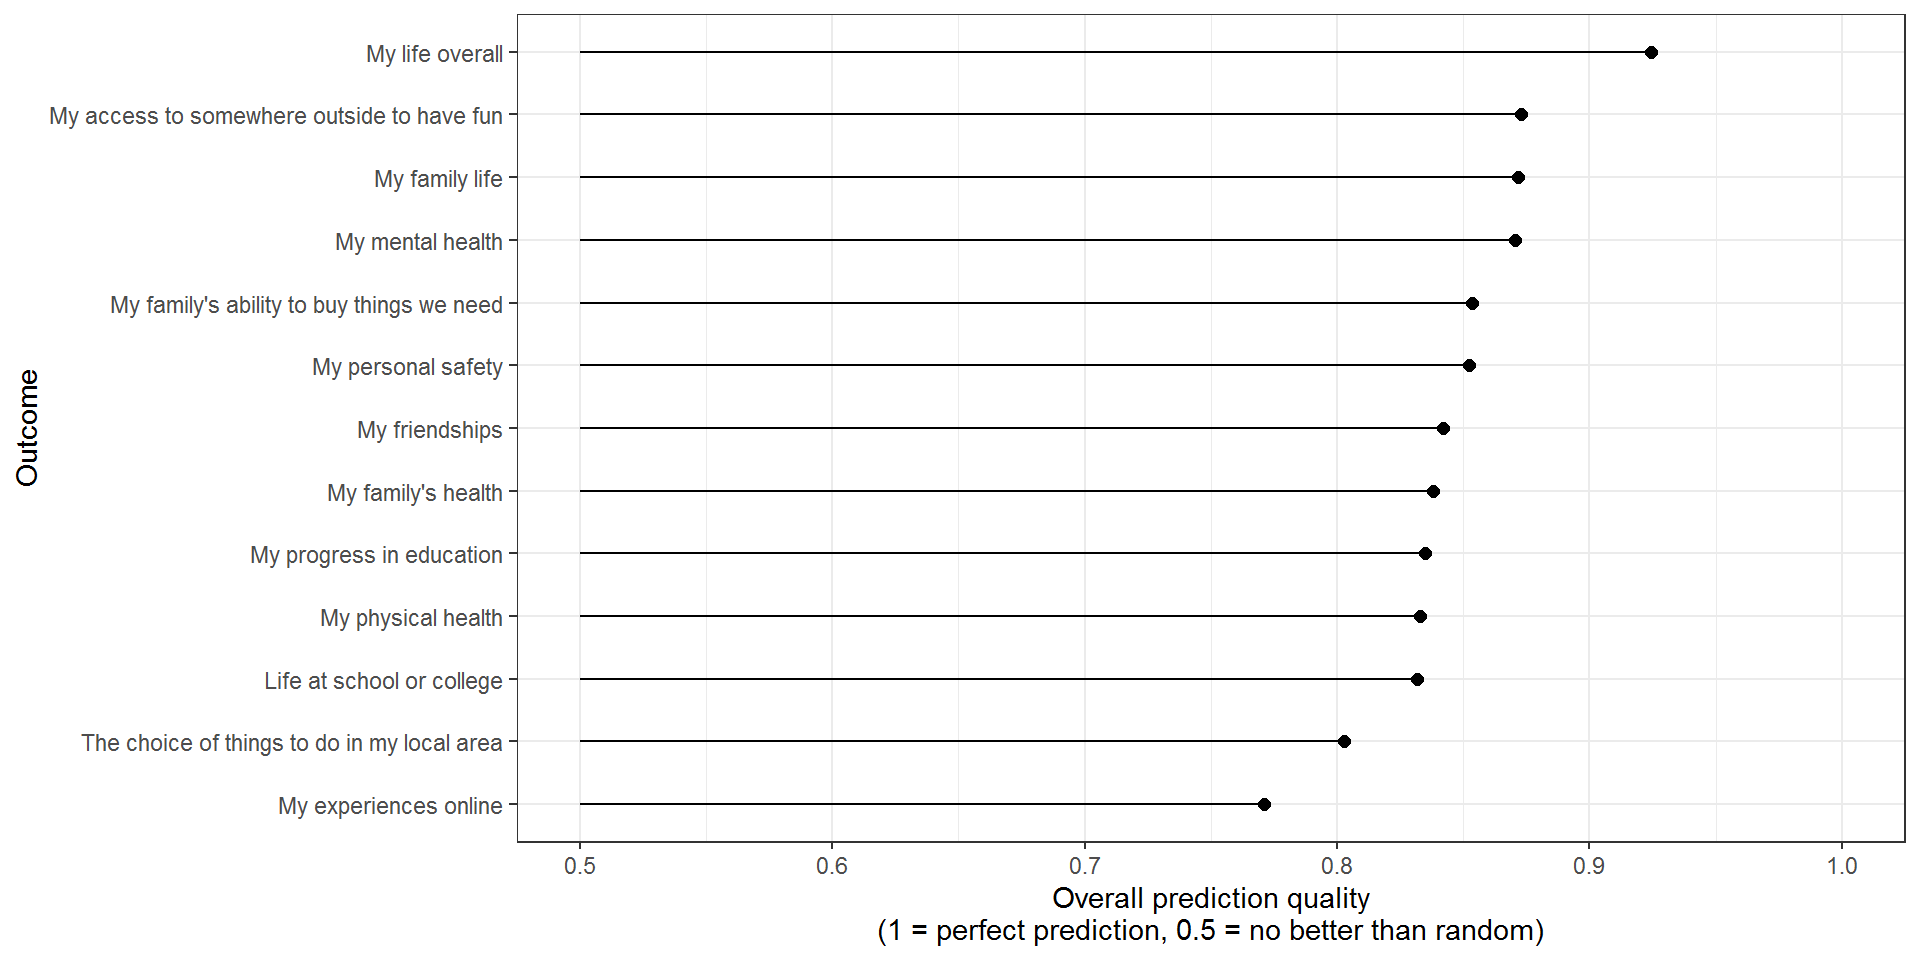 My life overall
My access to somewhere outside to have fun
My family life
My mental health
My family's ability to buy things we need
My personal safety
My friendships
My family's health
My progress in education
My physical health
Life at school or college
The choice of things to do in my local area
My experiences online
Outcome
0.5 0.6 0.7 0.8 0.9 1.0
Overall prediction quality
(1 = perfect prediction, 0.5 = no better than random)